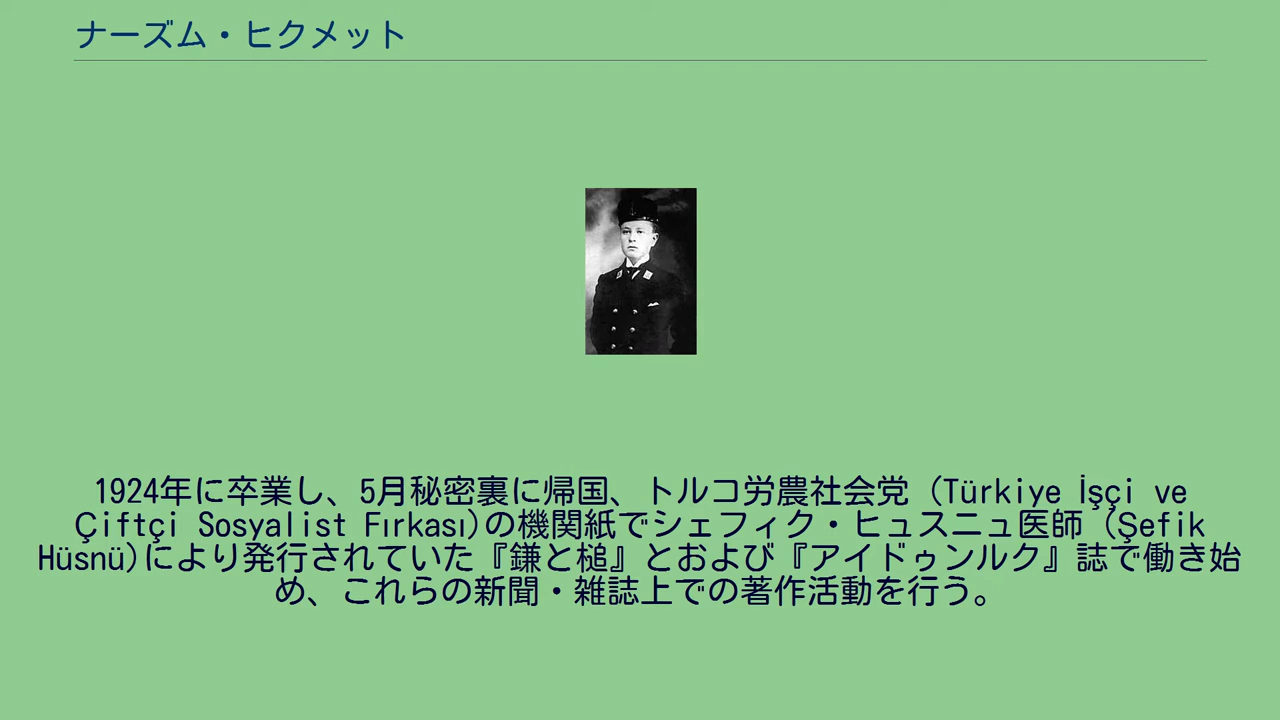 ナーズム・ヒクメット
1924年に卒業し、5月秘密裏に帰国、トルコ労農社会党 (Türkiye İşçi ve
Çiftçi Sosyalist Fırkası)の機関紙でシェフィク・ヒュスニュ医師 (Şefik
Hüsnü)により発行されていた『鎌と槌』とおよび『アイドゥンルク』誌で働き始
め、これらの新聞・雑誌上での著作活動を行う。